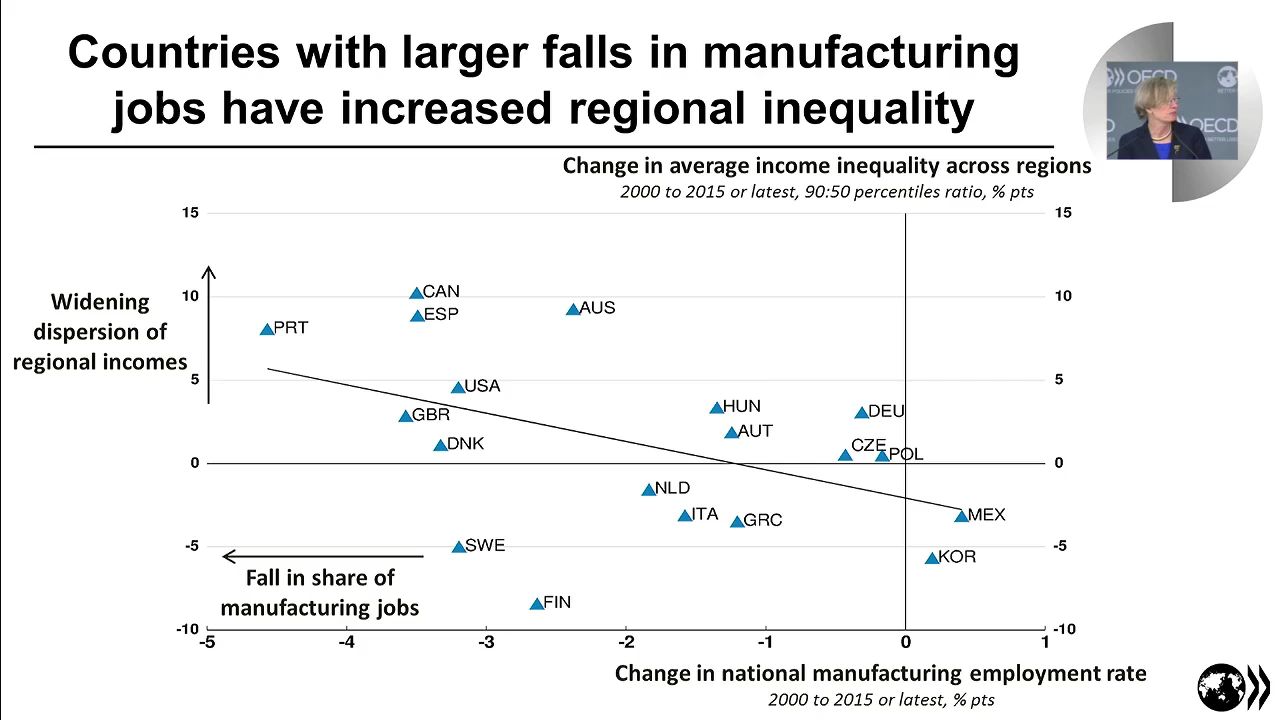 Countries with larger falls in manufacturing
jobs have increased regional inequality
OECD
OECD
Change in average income inequality across regions
2000 to 2015 or latest, 90:50 percentiles ratio, % pts
15
15
10
10
5
5
0
0
-5
-5
-10
-10
Widening
dispersion of
regional incomes
CAN
ESP
AUS
PRT
USA
GBR
DNK
HUN
AUT
DEU
CZE
POL
NLD
ITA
GRC
MEX
SWE
KOR
FIN
Fall in share of
manufacturing jobs
-5
-4
-3
-2
-1
0
1
Change in national manufacturing employment rate
2000 to 2015 or latest, % pts